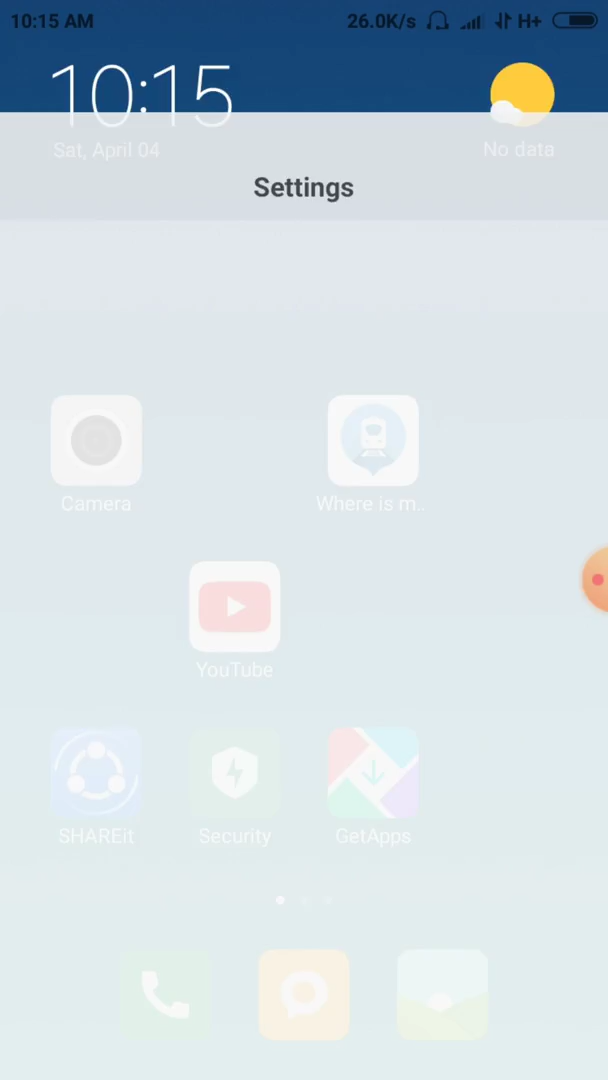 10:15 AM 26.0K/s H+
10:15
Sat, April 04 No data
Settings
Camera Where is m..
YouTube
SHAREit Security GetApps